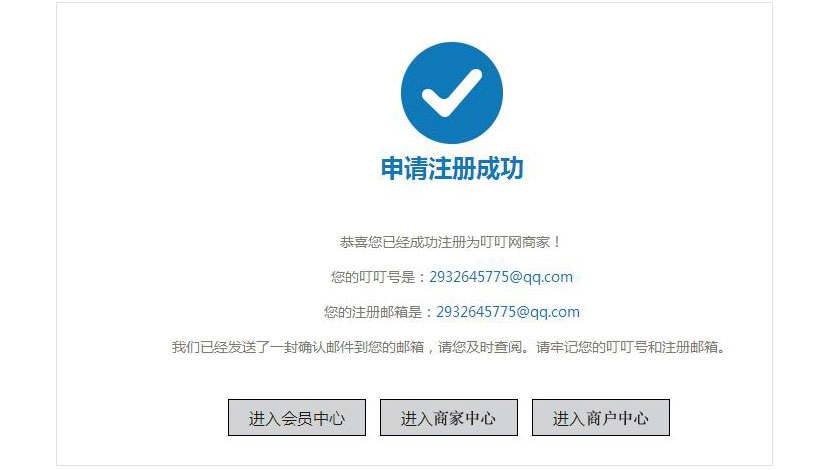 申请注册成功
恭喜您已经成功注册为叮叮网商家！
您的叮叮号是：2932645775@qq.com
您的注册邮箱是：2932645775@qq.com
我们已经发送了一封确认邮件到您的邮箱，请您及时查阅。请牢记您的叮叮号和注册邮箱。
进入会员中心 进入商家中心 进入商户中心